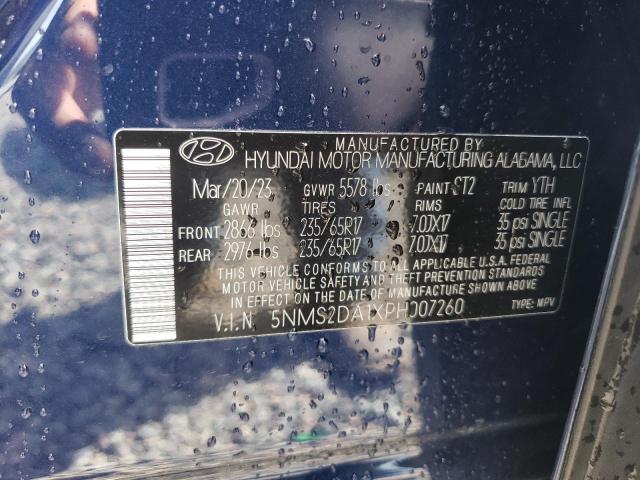 MANUFACTURED BY
HYUNDAI MOTOR MANUFACTURING ALABAMA, LLC
Mar/20/23 GVWR 5578 lbs PAINT ST2 TRIM YTH
GAWR TIRES RIMS COLD TIRE INFL
FRONT 2866 lbs 235/65R17 7.0JX17 35 psi SINGLE
REAR 2976 lbs 235/65R17 7.0JX17 35 psi SINGLE
THIS VEHICLE CONFORMS TO ALL APPLICABLE U.S.A. FEDERAL
MOTOR VEHICLE SAFETY AND THEFT PREVENTION STANDARDS
IN EFFECT ON THE DATE OF MANUFACTURE SHOWN ABOVE.
V.I.N. TYPE: MPV